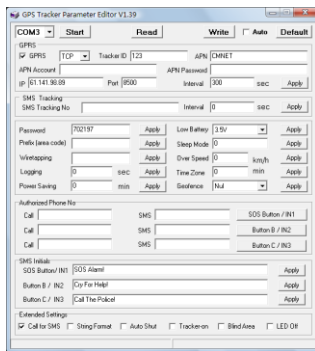 GPS Tracker Parameter Editor V1.39
COM3 Start Read Write Auto Default
GPRS
GPRS TCP Tracker ID 123 APN CMNET
APN Account APN Password
IP 61.141.98.89 Port 8500 Interval 300 sec Apply
SMS Tracking
SMS Tracking No Interval 0 sec Apply
Password 702197 Apply Low Battery 3.5V Apply
Prefix (area code) Apply Sleep Mode 0 Apply
Wiretapping Apply Over Speed 0 km/h Apply
Logging 0 sec Apply Time Zone 0 min Apply
Power Saving 0 min Apply Geofence Nul Apply
Authorized Phone No
Call SMS SOS Button / IN1
Call SMS Button B / IN2
Call SMS Button C / IN3
SMS Initials
SOS Button/ IN1 SOS Alarm! Apply
Button B / IN2 Cry For Help! Apply
Button C / IN3 Call The Police! Apply
Extended Settings
Call for SMS String Format Auto Shut Tracker-on Blind Area LED Off